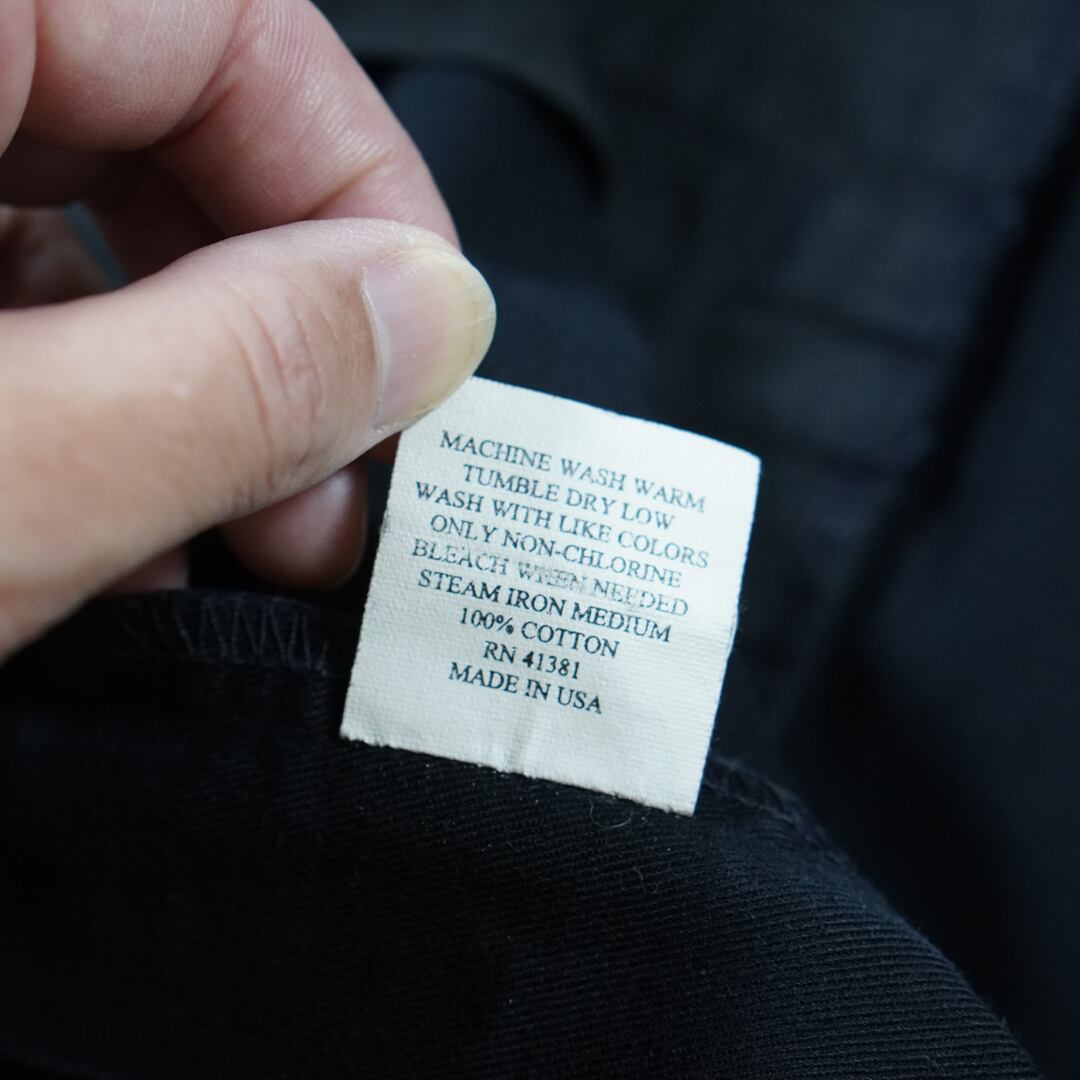 MACHINE WASH WARM
TUMBLE DRY LOW
WASH WITH LIKE COLORS
ONLY NON-CHLORINE
BLEACH WHEN NEEDED
STEAM IRON MEDIUM
100% COTTON
RN 41381
MADE IN USA